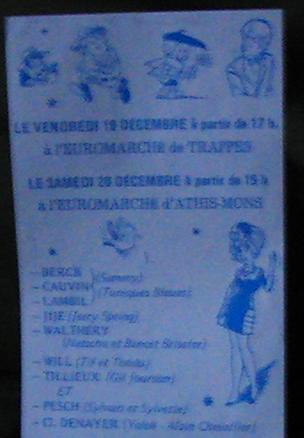 LE VENDREDI 19 DECEMBRE à partir de 17 h.
à l'EUROMARCHE de TRAPPES
LE SAMEDI 20 DECEMBRE à partir de 15 h
à l'EUROMARCHE d'ATHIS-MONS
– BERCK (Sammy)
– CAUVIN
– LAMBIL (Tuniques Bleues)
– JIJE (Jerry Spring)
– WALTHERY
(Natacha et Benoit Brisefer)
– WILL (Tif et Tondu)
– TILLIEUX (Gil Jourdan)
ET
– PESCH (Sylvain et Sylvette)
– C. DENAYER (Yalek - Alain Chevallier)